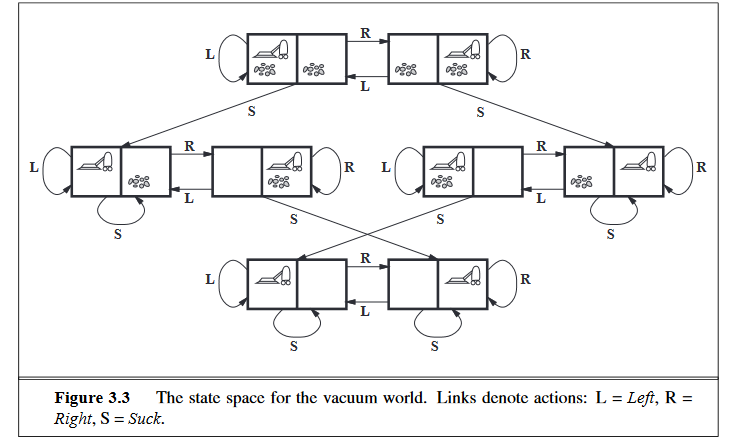 R
L R
L
S S
R R
L R L R
L L
S S
S S
R
L R
L
S S
Figure 3.3 The state space for the vacuum world. Links denote actions: L = Left, R =
Right, S = Suck.